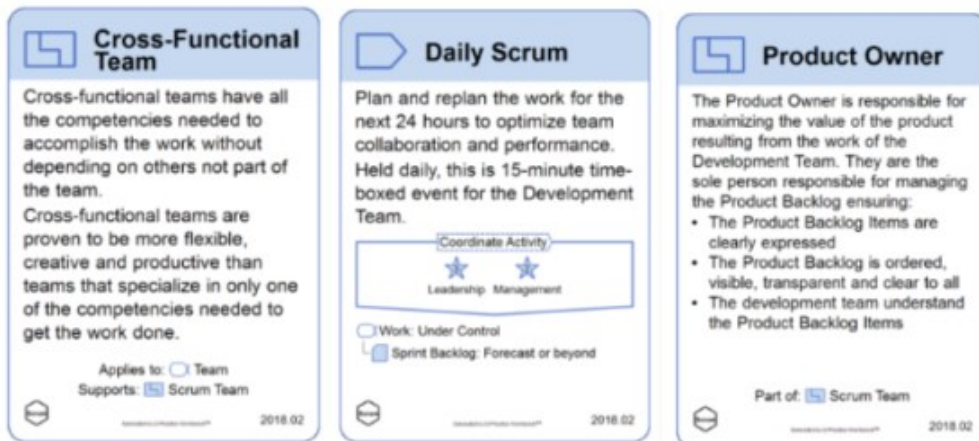 Cross-Functional
Team
Cross-functional teams have all
the competencies needed to
accomplish the work without
depending on others not part of
the team.
Cross-functional teams are
proven to be more flexible,
creative and productive than
teams that specialize in only one
of the competencies needed to
get the work done.
Applies to: Team
Supports: Scrum Team
2018.02
Daily Scrum
Plan and replan the work for the
next 24 hours to optimize team
collaboration and performance.
Held daily, this is 15-minute time-
boxed event for the Development
Team.
Coordinate Activity
Leadership Management
Work: Under Control
Sprint Backlog: Forecast or beyond
2018.02
Product Owner
The Product Owner is responsible for
maximizing the value of the product
resulting from the work of the
Development Team. They are the
sole person responsible for managing
the Product Backlog ensuring:
• The Product Backlog Items are
clearly expressed
• The Product Backlog is ordered,
visible, transparent and clear to all
• The development team understand
the Product Backlog Items
Part of: Scrum Team
2018.02